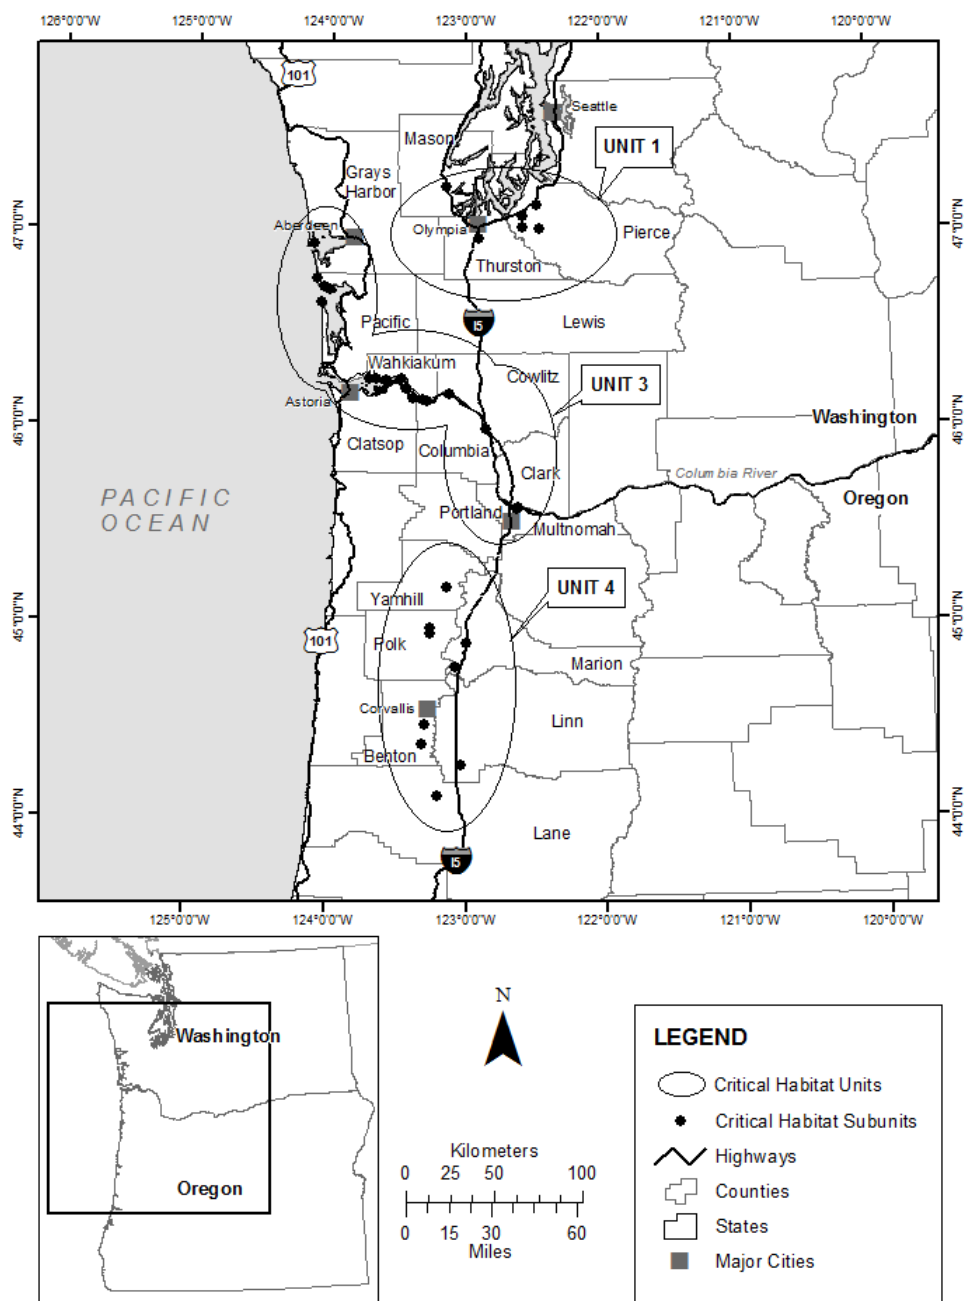 126°0'0"W 125°0'0"W 124°0'0"W 123°0'0"W 122°0'0"W 121°0'0"W 120°0'0"W
101
Seattle
Mason
UNIT 1
Grays
Harbor
Aberdeen
47°0'0"N
Olympia
Pierce
47°0'0"N
Thurston
15
Pacific
Lewis
Wahkiakum
Cowlitz
UNIT 3
Astoria
46°0'0"N
Washington
46°0'0"N
Clatsop
Columbia
Clark
Columbia River
PACIFIC
OCEAN
Oregon
Portland
Multnomah
UNIT 4
Yamhill
45°0'0"N
45°0'0"N
101
Polk
Marion
Corvallis
Linn
Benton
44°0'0"N
44°0'0"N
Lane
15
125°0'0"W 124°0'0"W 123°0'0"W 122°0'0"W 121°0'0"W 120°0'0"W
Washington
Oregon
N
Kilometers
0 25 50 100
0 15 30 60
Miles
LEGEND
Critical Habitat Units
Critical Habitat Subunits
Highways
Counties
States
Major Cities